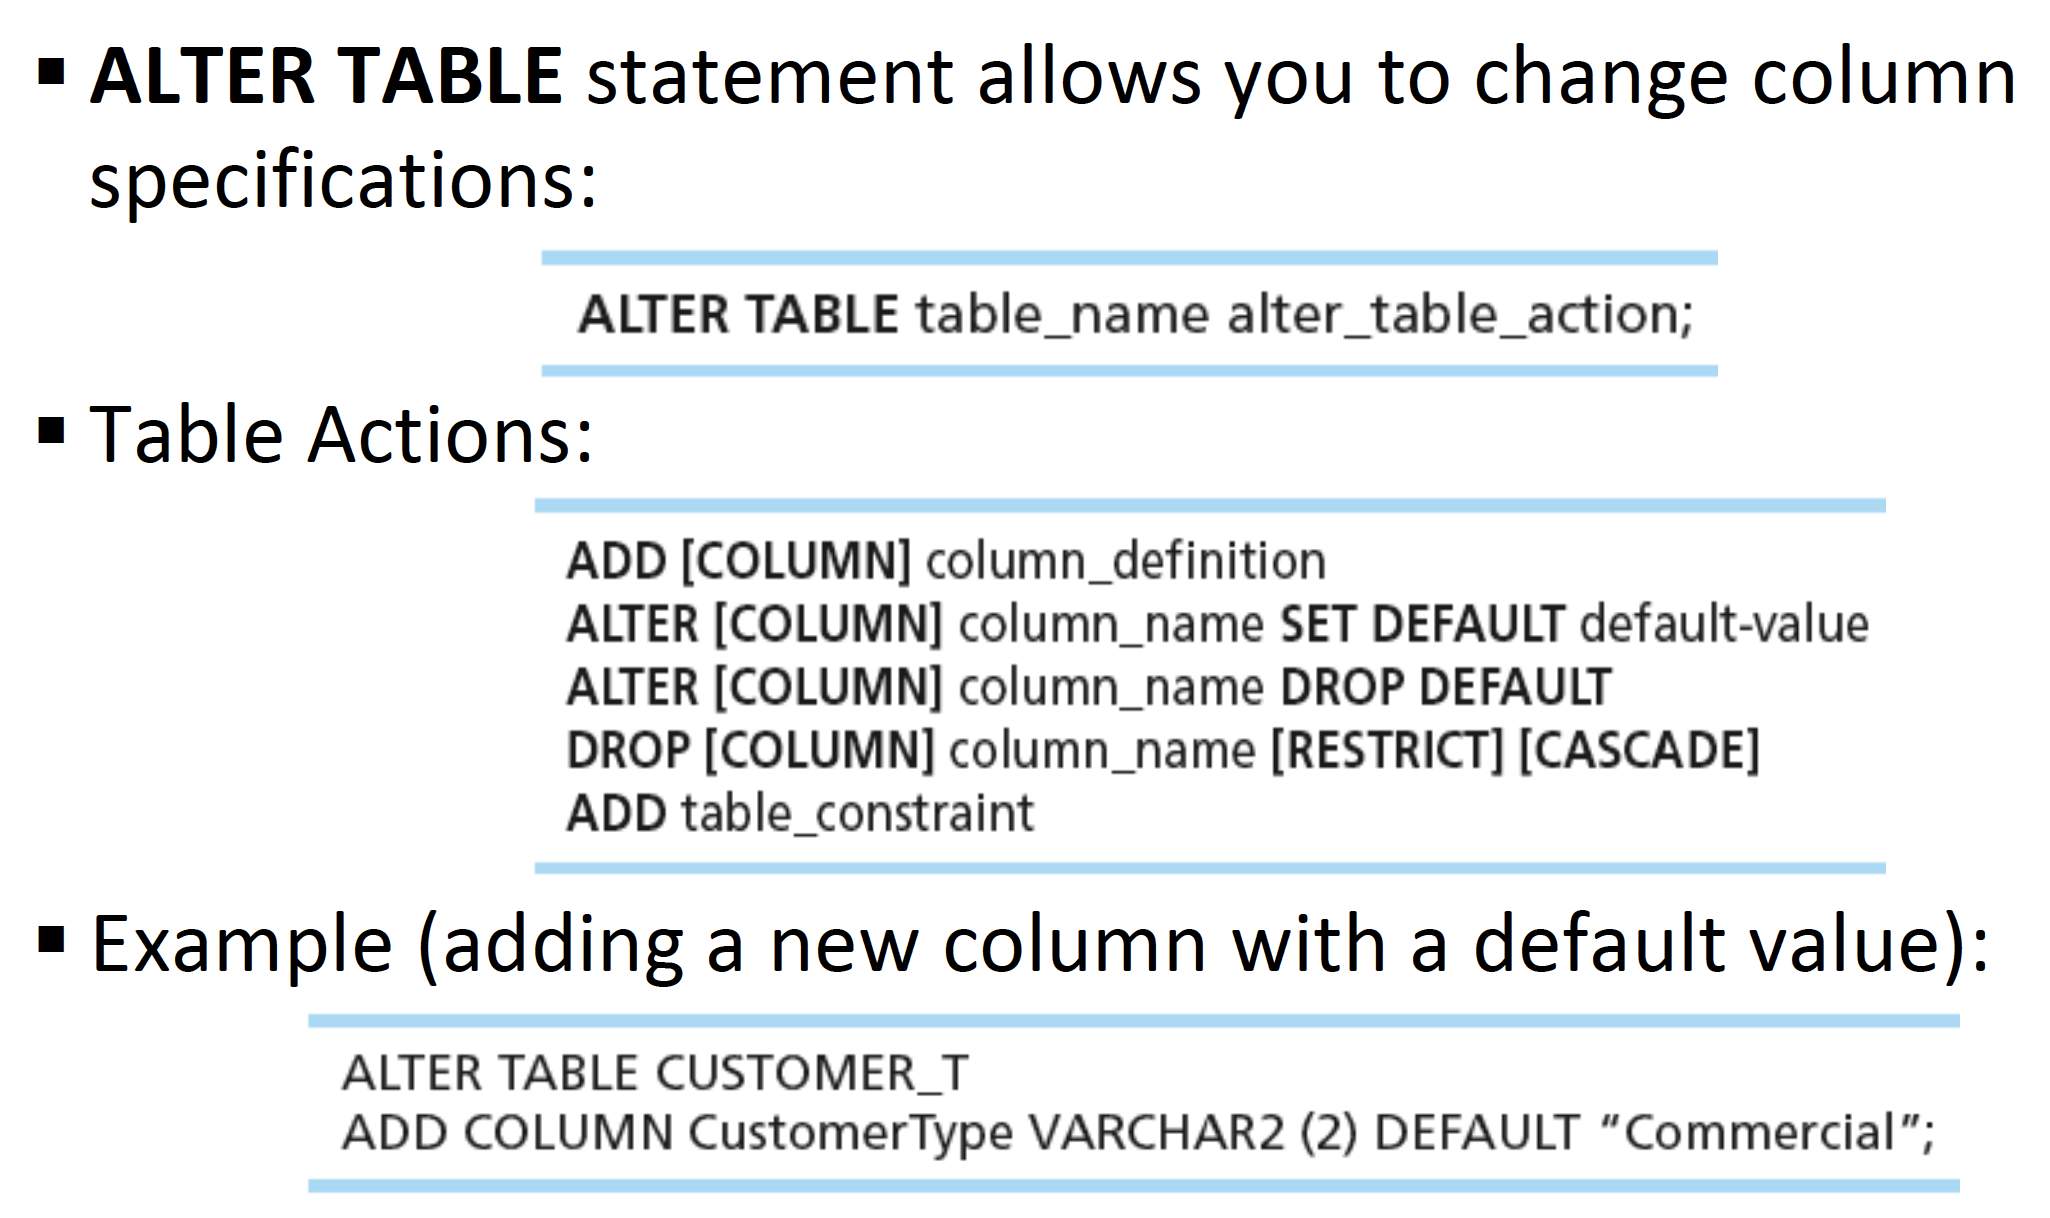 ▪ ALTER TABLE statement allows you to change column
specifications:
ALTER TABLE table_name alter_table_action;
▪ Table Actions:
ADD [COLUMN] column_definition
ALTER [COLUMN] column_name SET DEFAULT default-value
ALTER [COLUMN] column_name DROP DEFAULT
DROP [COLUMN] column_name [RESTRICT] [CASCADE]
ADD table_constraint
▪ Example (adding a new column with a default value):
ALTER TABLE CUSTOMER_T
ADD COLUMN CustomerType VARCHAR2 (2) DEFAULT “Commercial”;